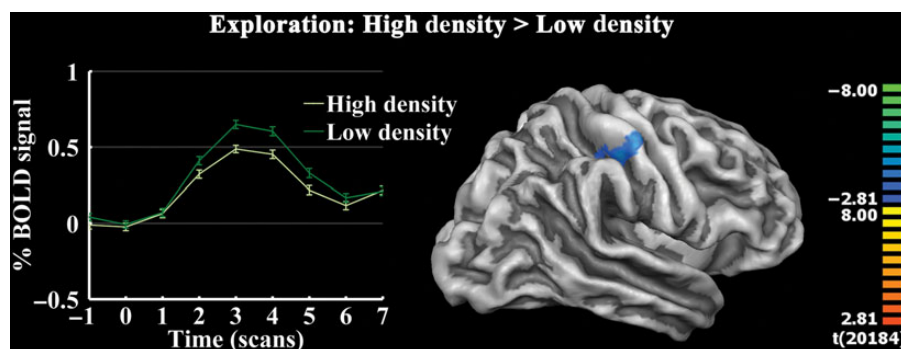 Exploration: High density > Low density
% BOLD signal
1
0.5
0
−0.5
−1 0 1 2 3 4 5 6 7
Time (scans)
High density
Low density
−8.00
−2.81
8.00
2.81
t(20184)